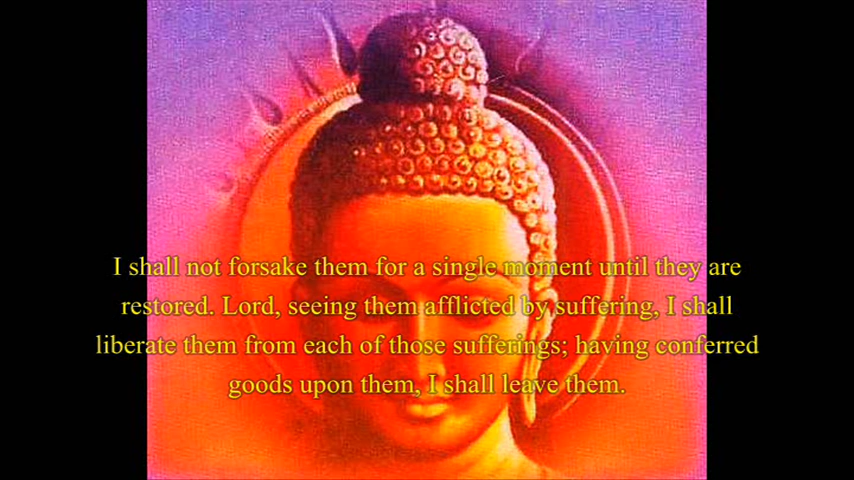 I shall not forsake them for a single moment until they are
restored. Lord, seeing them afflicted by suffering, I shall
liberate them from each of those sufferings; having conferred
goods upon them, I shall leave them.